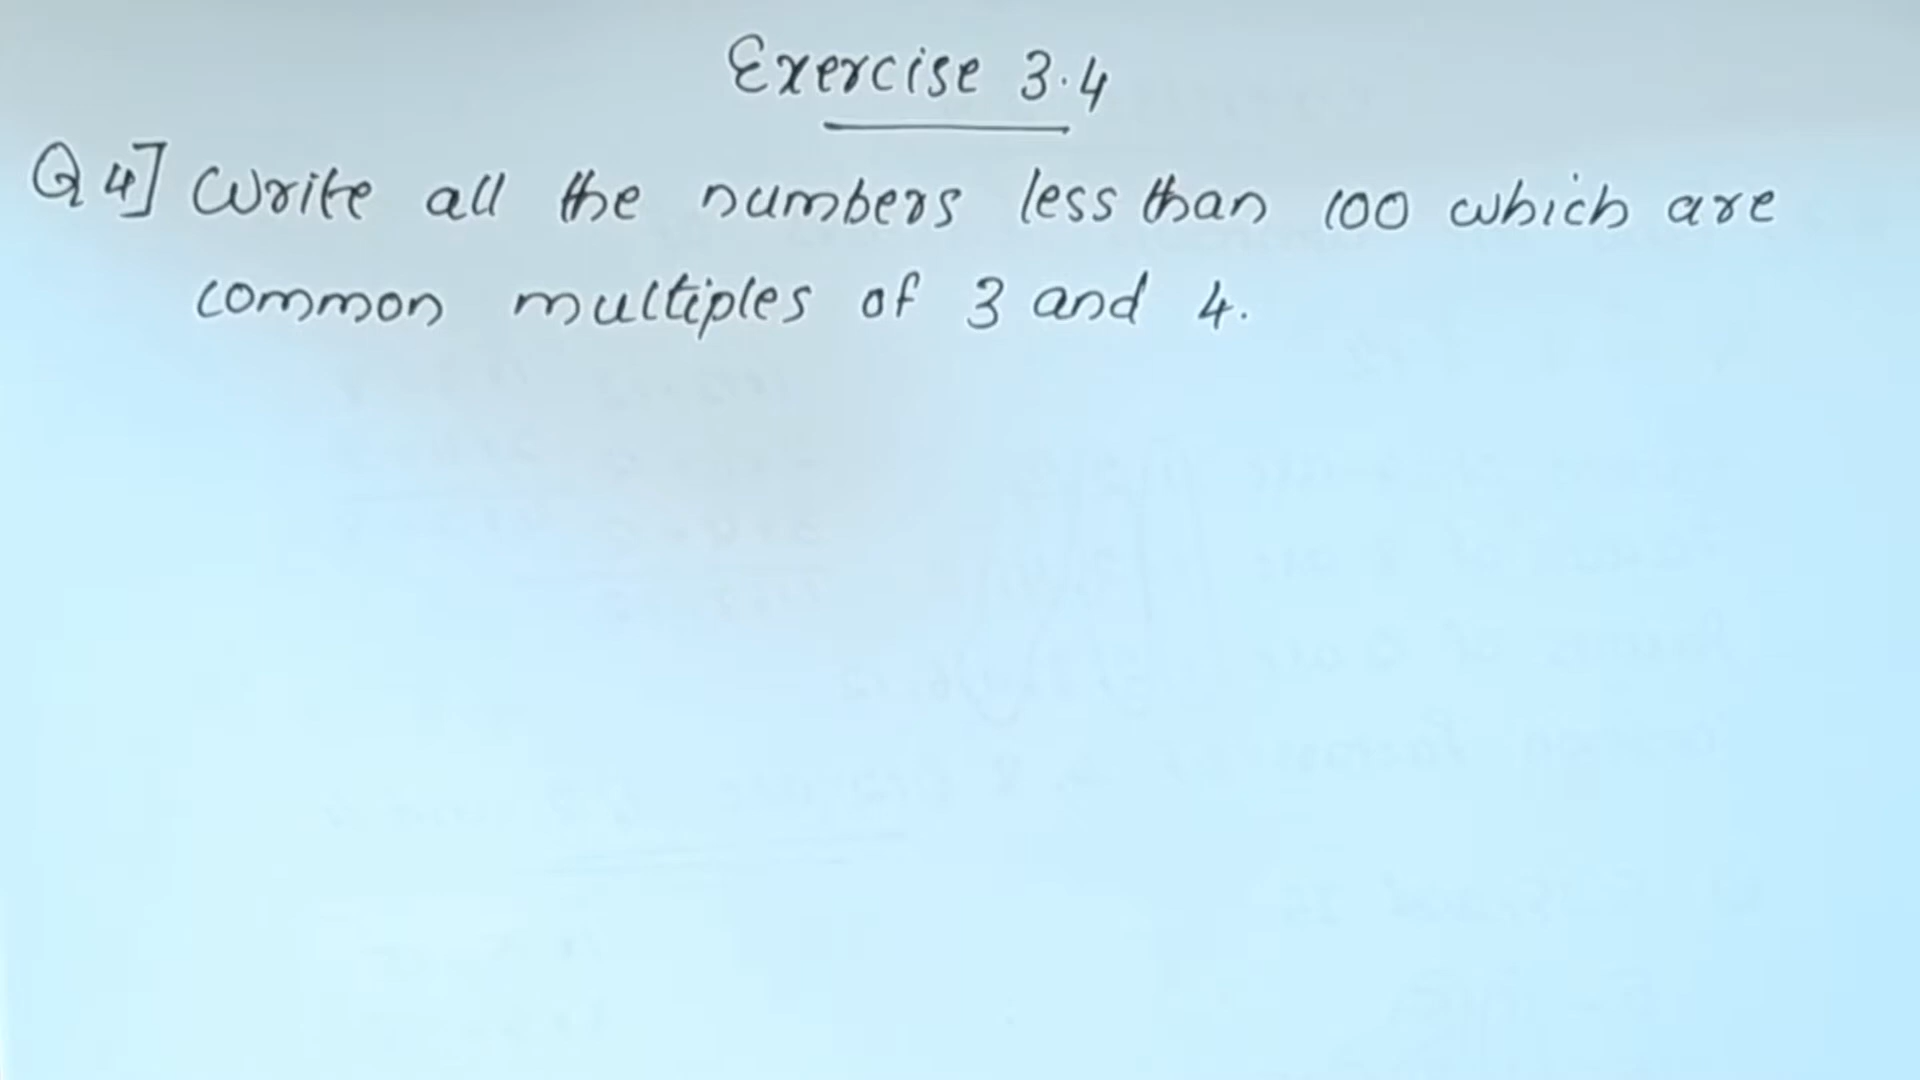 Exercise 3.4
Q4] Write all the numbers less than 100 which are
common multiples of 3 and 4.